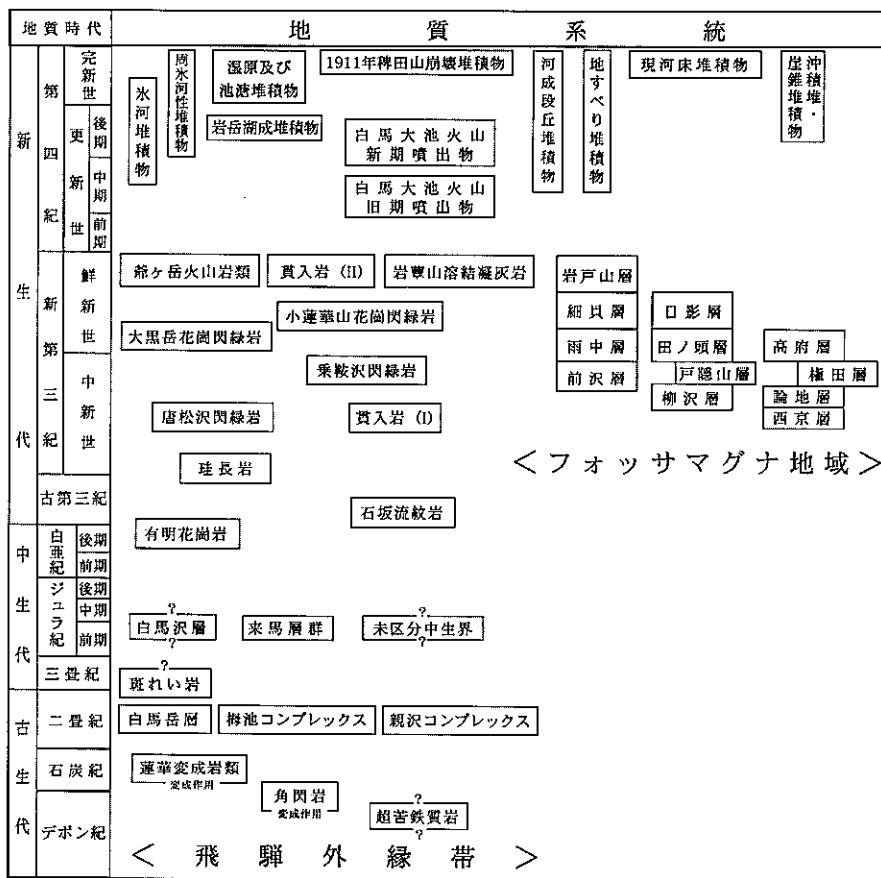 地質時代
地質系統
新生代
第四紀
完新世
更新世
後期
中期
前期
新第三紀
鮮新世
中新世
古第三紀
中生代
白亜紀
後期
前期
ジュラ紀
後期
中期
前期
三畳紀
古生代
二畳紀
石炭紀
デボン紀
氷河堆積物
周氷河性堆積物
湿原及び
池溏堆積物
1911年稗田山崩壊堆積物
河成段丘堆積物
地すべり堆積物
現河床堆積物
沖積堆・
崖錐堆積物
岩岳湖成堆積物
白馬大池火山
新期噴出物
白馬大池火山
旧期噴出物
爺ヶ岳火山岩類
貫入岩 (II)
岩蕈山溶結凝灰岩
岩戸山層
小蓮華山花崗閃緑岩
細貝層
日影層
大黒岳花崗閃緑岩
雨中層
田ノ頭層
高府層
乗鞍沢閃緑岩
前沢層
戸隠山層
権田層
柳沢層
論地層
唐松沢閃緑岩
貫入岩 (I)
西京層
珪長岩
<フォッサマグナ地域>
石坂流紋岩
有明花崗岩
?
白馬沢層
来馬層群
?
未区分中生界
?
?
斑れい岩
白馬岳層
栂池コンプレックス
親沢コンプレックス
蓮華変成岩類
変成作用
角閃岩
変成作用
?
超苦鉄質岩
?
<飛騨外縁帯>